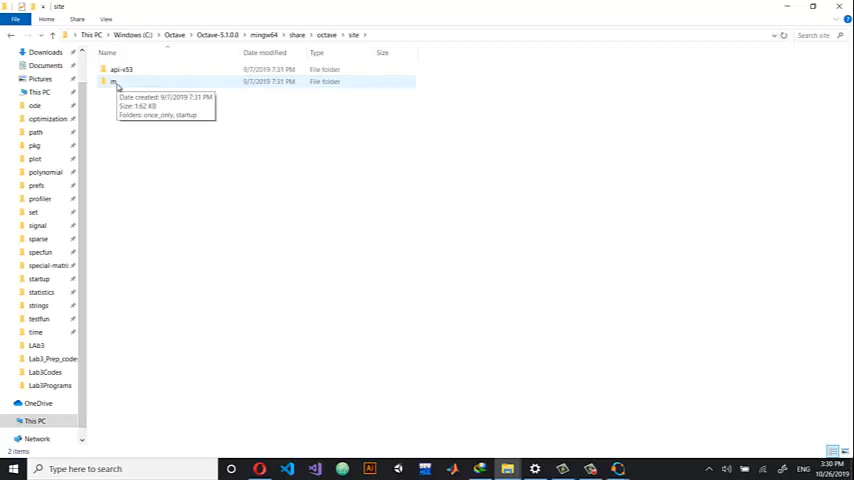 site
File
Home
Share
View
This PC
Windows (C:)
Octave
Octave-5.1.0.0
mingw64
share
octave
site
Search site
Name
Date modified
Type
Size
api-v53
9/7/2019 7:31 PM
File folder
m
9/7/2019 7:31 PM
File folder
Date created: 9/7/2019 7:31 PM
Size: 1.62 KB
Folders: once_only, startup
Downloads
Documents
Pictures
This PC
ode
optimization
path
pkg
plot
polynomial
prefs
profiler
set
signal
sparse
specfun
special-matri:
startup
statistics
strings
testfun
time
LAb3
Lab3_Prep_code:
Lab3Codes
Lab3Programs
OneDrive
This PC
Network
2 items
Type here to search
Ai
ENG
3:30 PM
10/26/2019